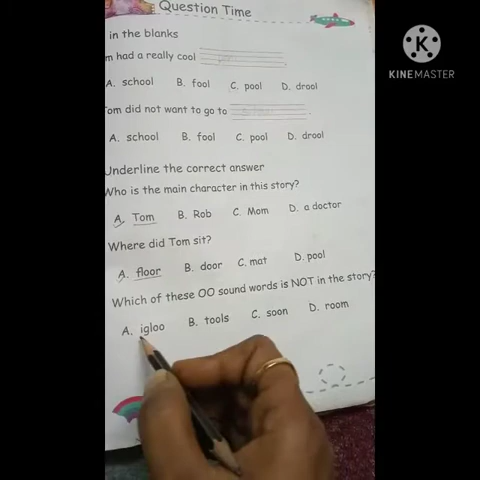 Question Time
in the blanks
m had a really cool
A. school B. fool C. pool D. drool
Tom did not want to go to .
A. school B. fool C. pool D. drool
Underline the correct answer
Who is the main character in this story?
A. Tom B. Rob C. Mom D. a doctor
Where did Tom sit?
A. floor B. door C. mat D. pool
Which of these OO sound words is NOT in the story?
A. igloo B. tools C. soon D. room
K
KINEMASTER